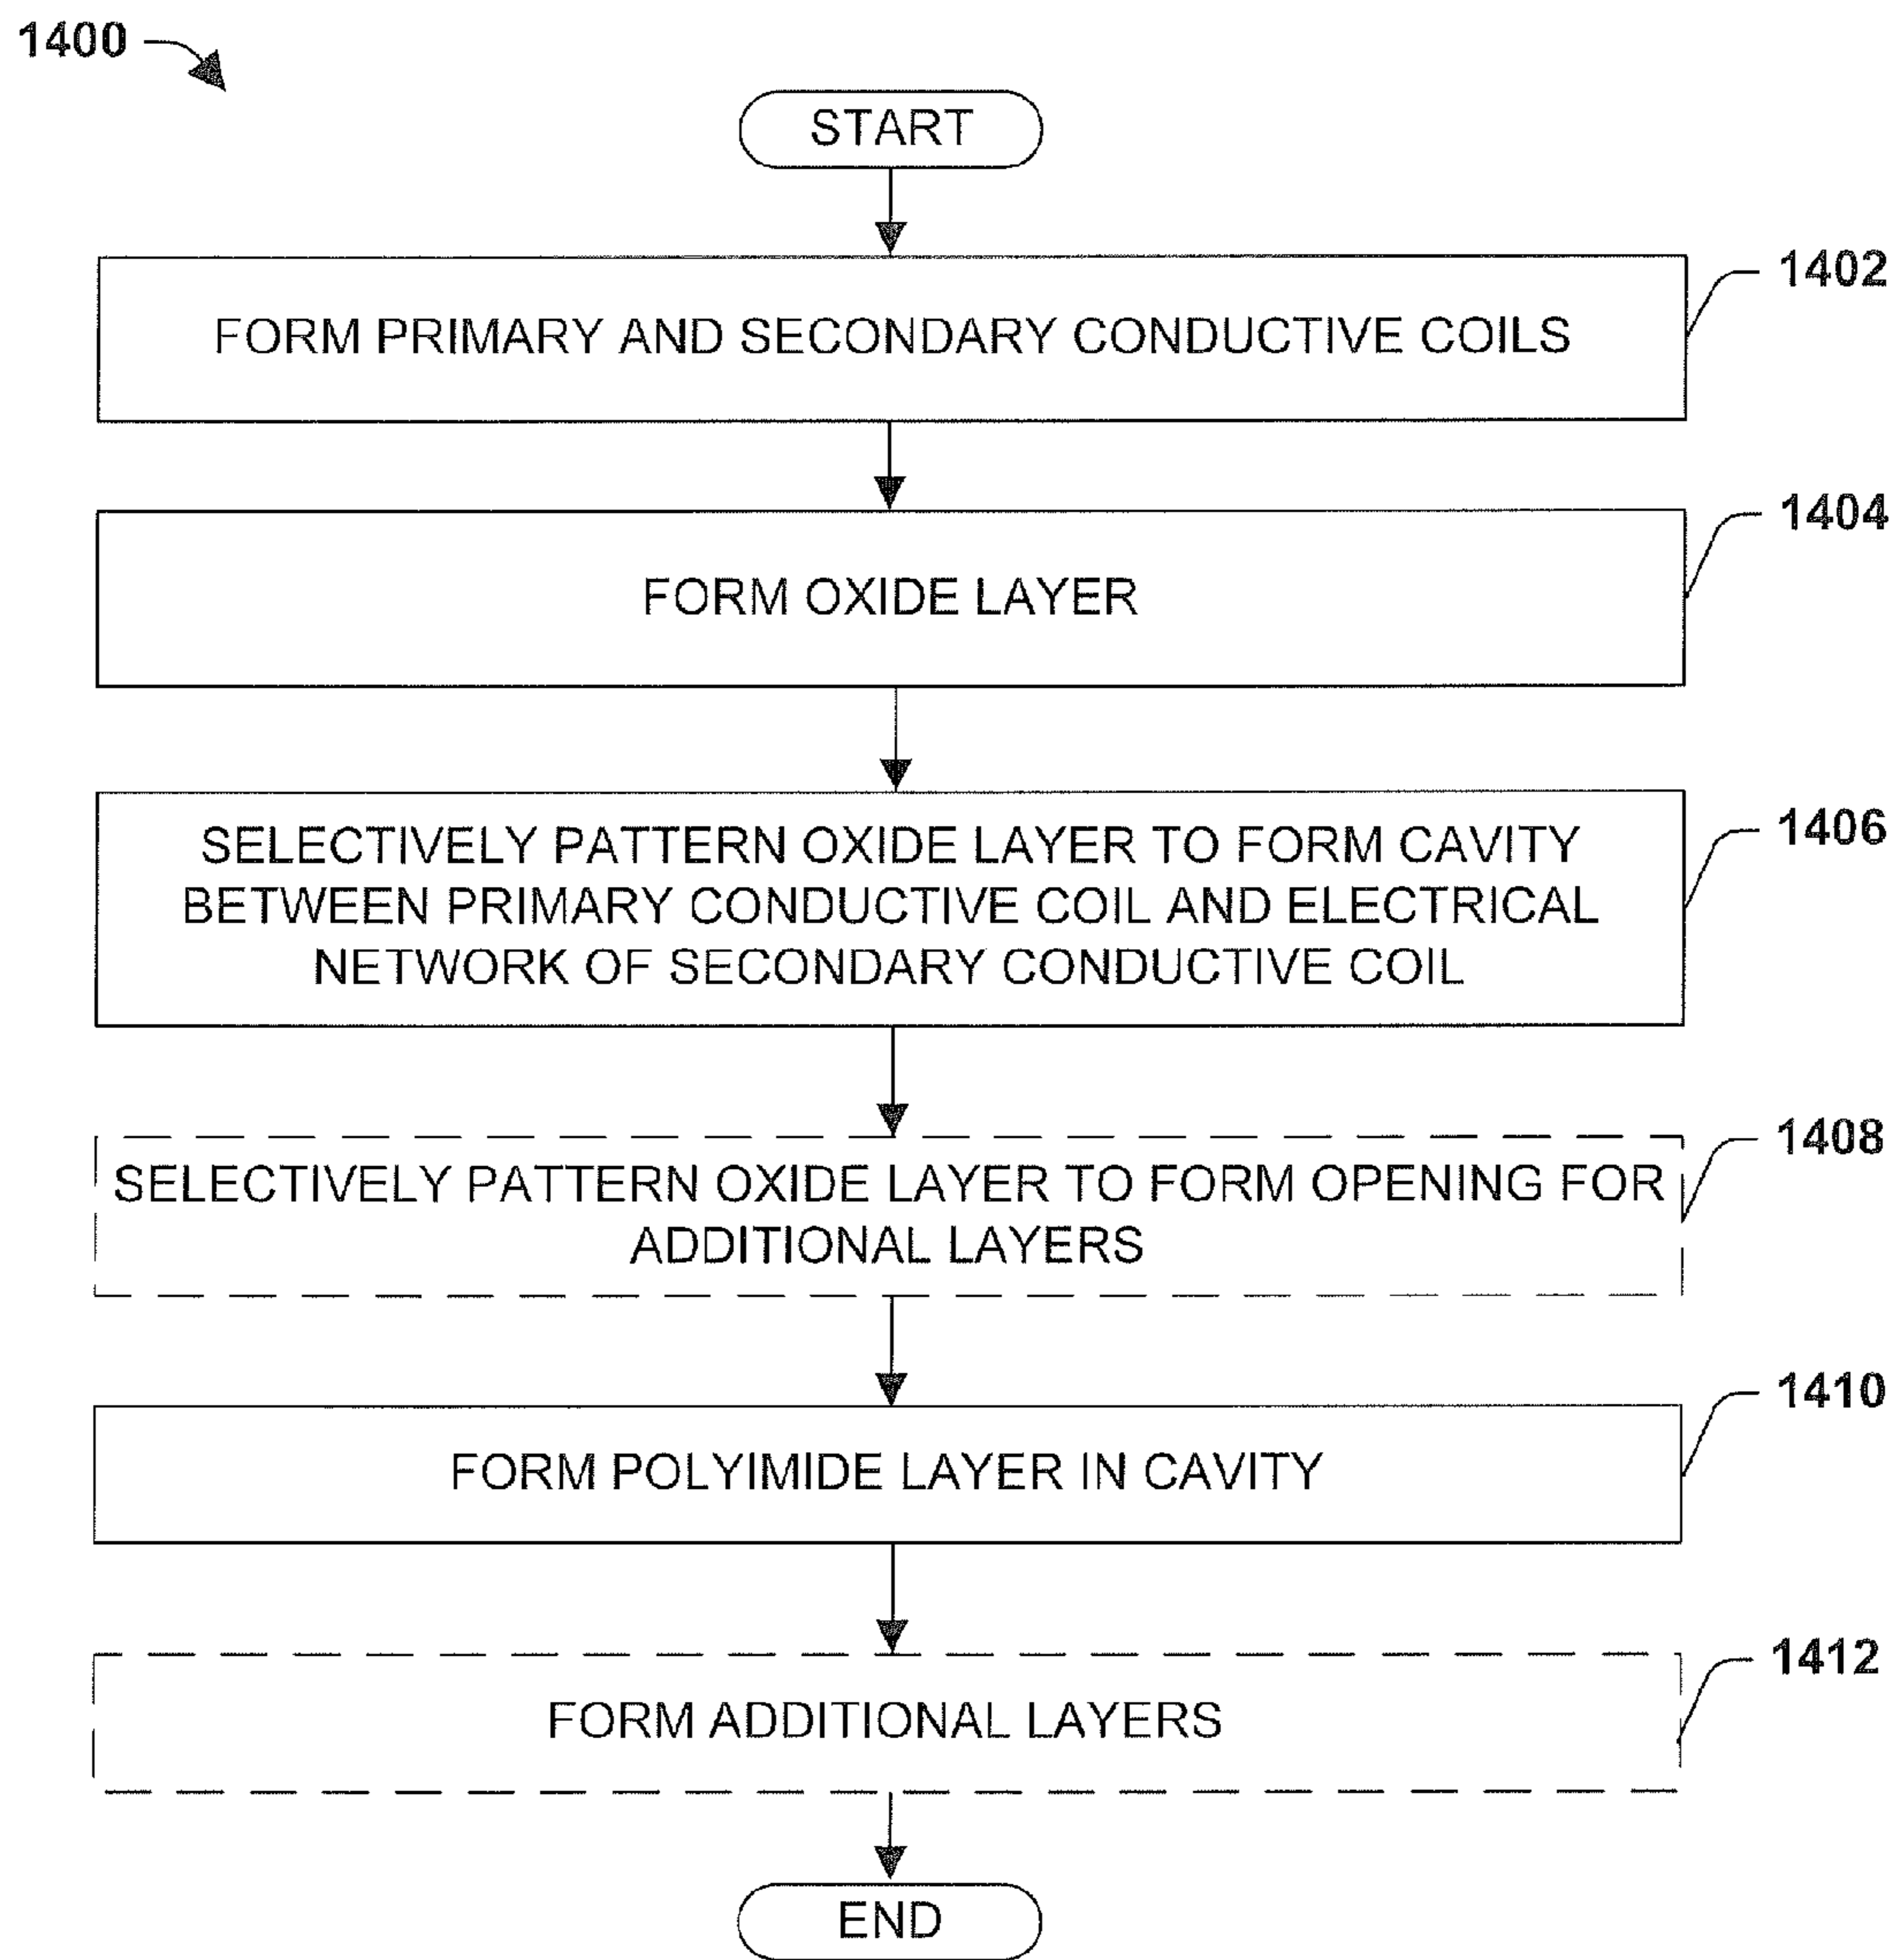 1400
START
1402
FORM PRIMARY AND SECONDARY CONDUCTIVE COILS
1404
FORM OXIDE LAYER
1406
SELECTIVELY PATTERN OXIDE LAYER TO FORM CAVITY
BETWEEN PRIMARY CONDUCTIVE COIL AND ELECTRICAL
NETWORK OF SECONDARY CONDUCTIVE COIL
1408
SELECTIVELY PATTERN OXIDE LAYER TO FORM OPENING FOR
ADDITIONAL LAYERS
1410
FORM POLYIMIDE LAYER IN CAVITY
1412
FORM ADDITIONAL LAYERS
END